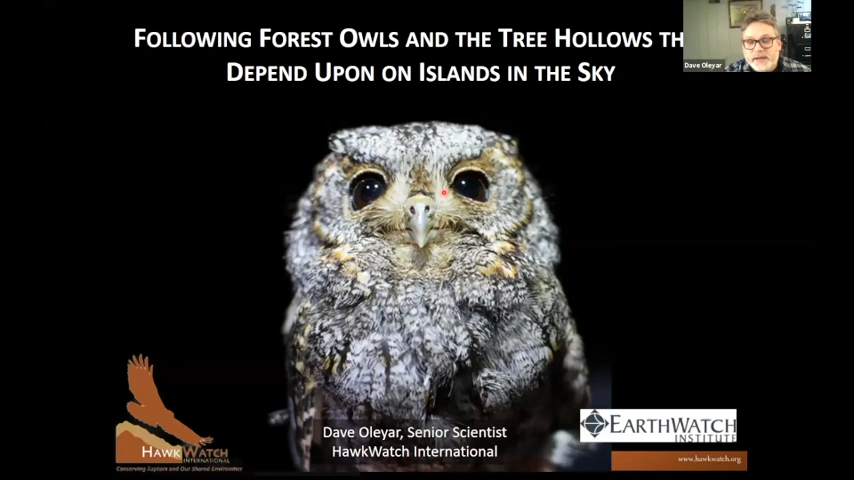 FOLLOWING FOREST OWLS AND THE TREE HOLLOWS TH
DEPEND UPON ON ISLANDS IN THE SKY
Dave Oleyar
Dave Oleyar, Senior Scientist
HawkWatch International
HAWKWATCH
INTERNATIONAL
Conserving Raptors and Our Shared Environment
EARTHWATCH
INSTITUTE
www.hawkwatch.org